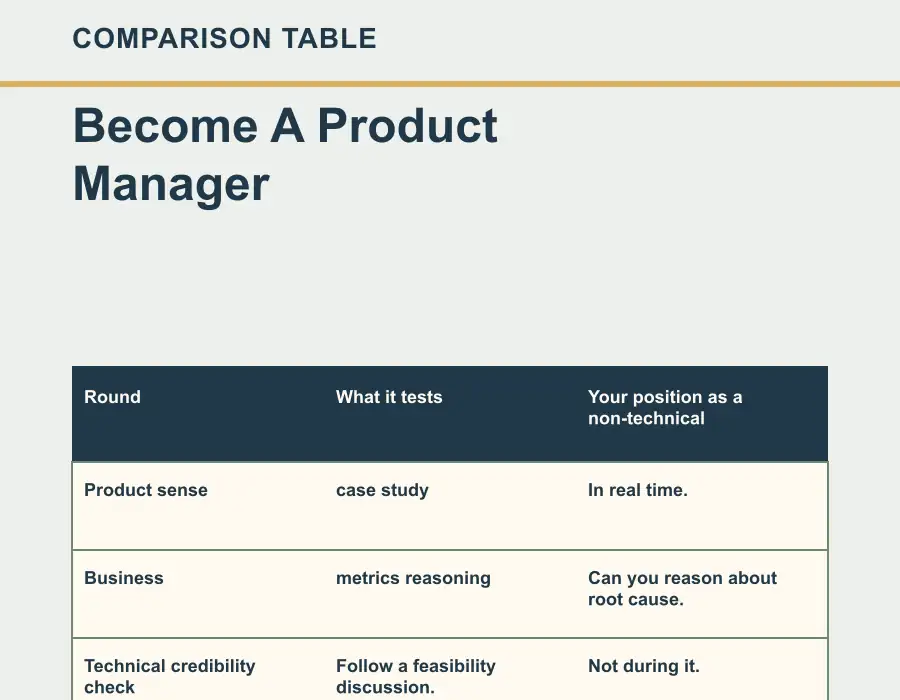 COMPARISON TABLE
Become A Product
Manager
Round
What it tests
Your position as a
non-technical
Product sense
case study
In real time.
Business
metrics reasoning
Can you reason about
root cause.
Technical credibility
check
Follow a feasibility
discussion.
Not during it.